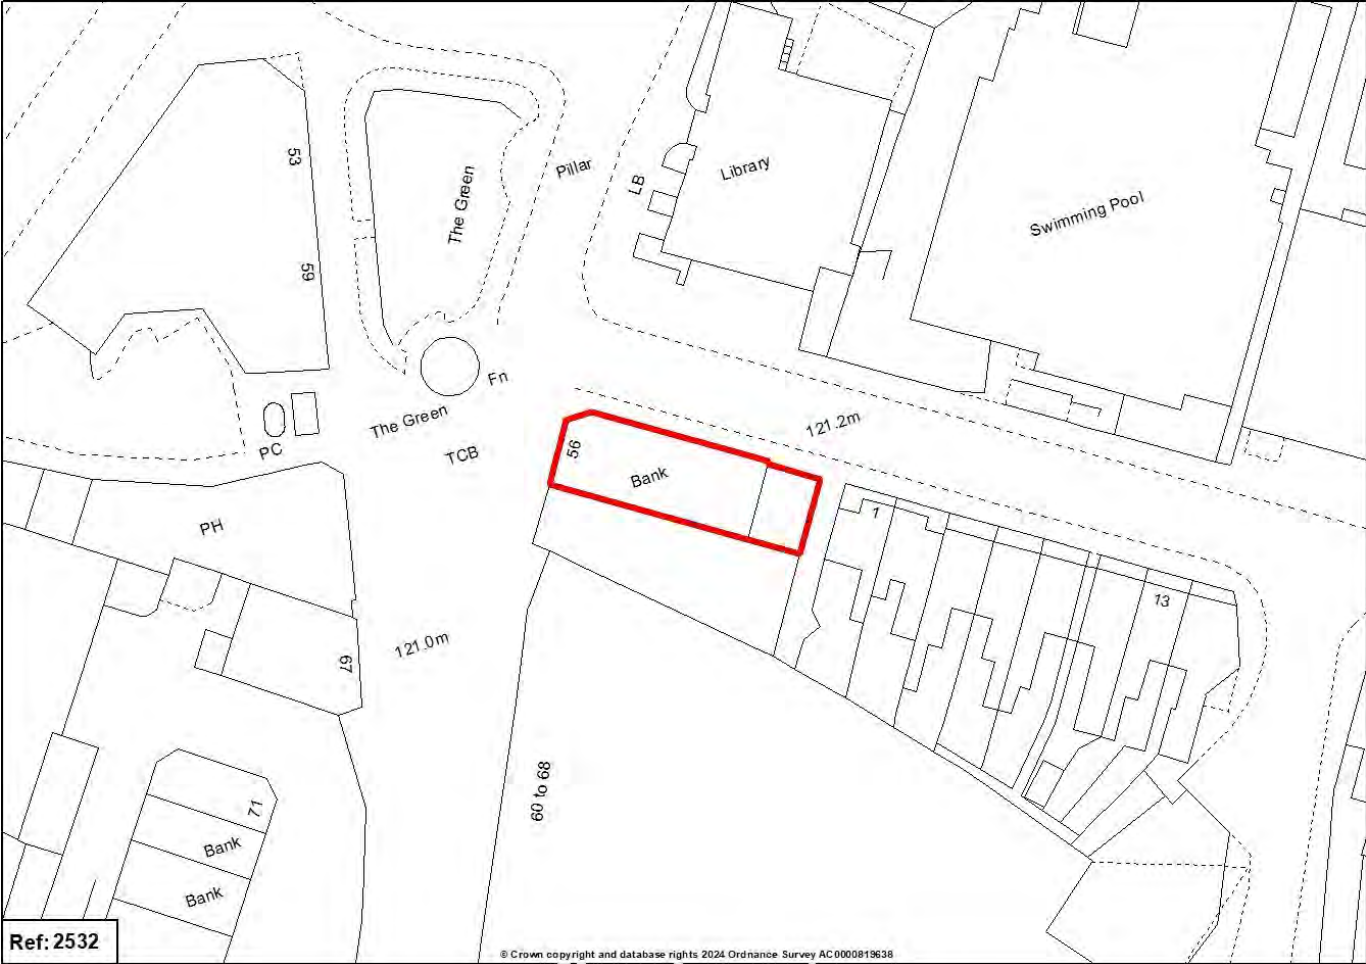 53
The Green
Pillar
LB
Library
Swimming Pool
59
Fn
The Green
PC
TCB
56
Bank
121.2m
PH
1
13
67
121.0m
60 to 68
71
Bank
Bank
Ref: 2532
© Crown copyright and database rights 2024 Ordnance Survey AC0000819638